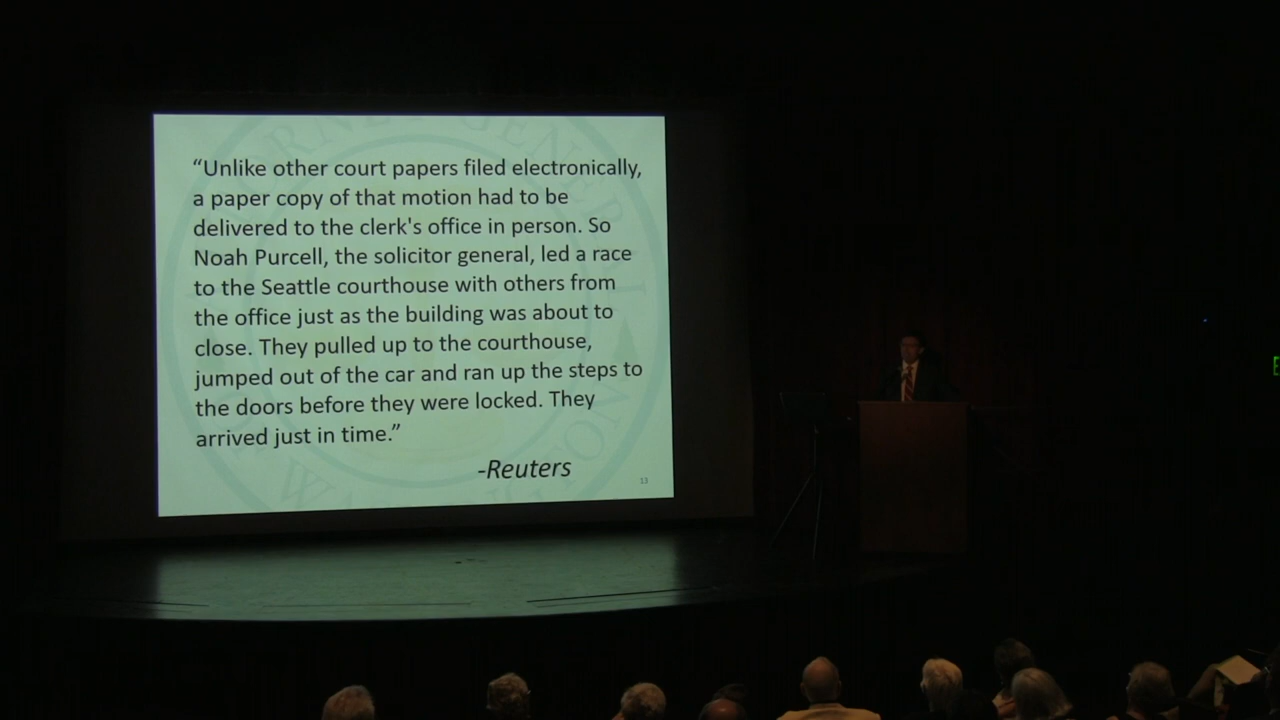 “Unlike other court papers filed electronically,
a paper copy of that motion had to be
delivered to the clerk's office in person. So
Noah Purcell, the solicitor general, led a race
to the Seattle courthouse with others from
the office just as the building was about to
close. They pulled up to the courthouse,
jumped out of the car and ran up the steps to
the doors before they were locked. They
arrived just in time.”
-Reuters
13